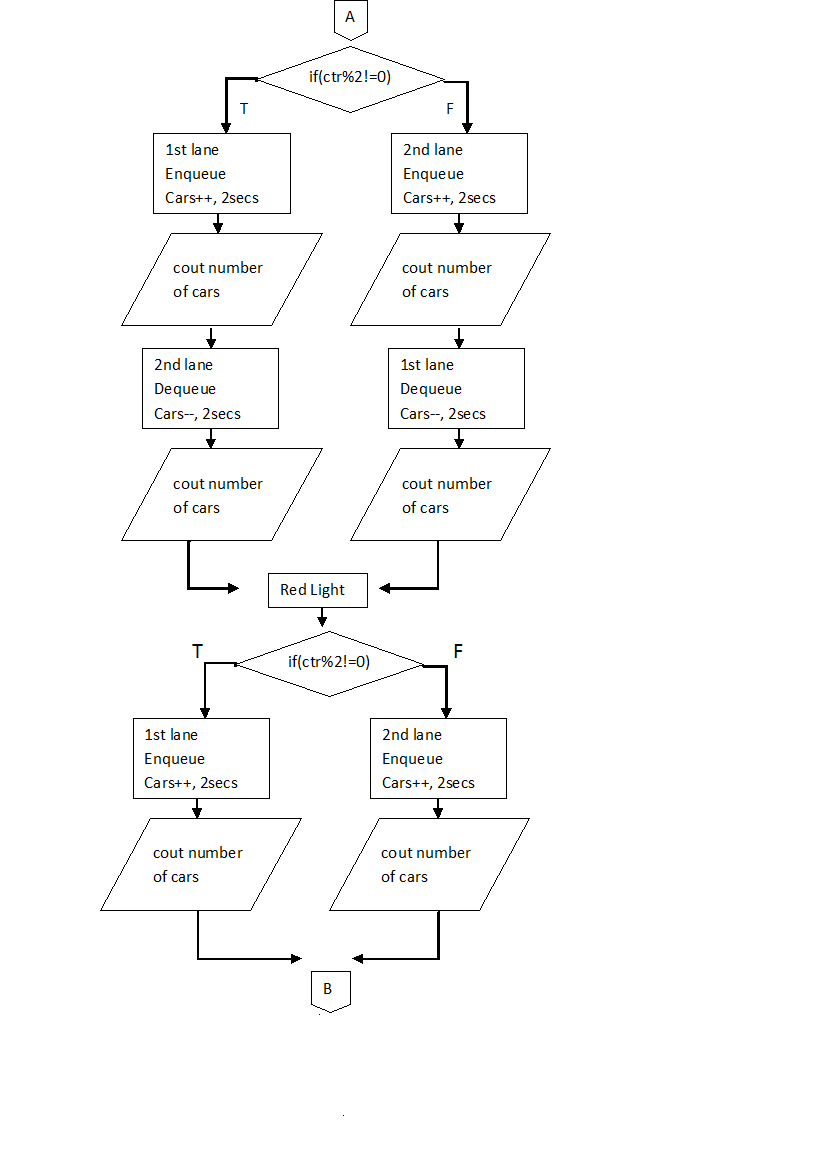 A
if(ctr%2!=0)
T
F
1st lane
Enqueue
Cars++, 2secs
2nd lane
Enqueue
Cars++, 2secs
cout number
of cars
cout number
of cars
2nd lane
Dequeue
Cars--, 2secs
1st lane
Dequeue
Cars--, 2secs
cout number
of cars
cout number
of cars
Red Light
T
F
if(ctr%2!=0)
1st lane
Enqueue
Cars++, 2secs
2nd lane
Enqueue
Cars++, 2secs
cout number
of cars
cout number
of cars
B